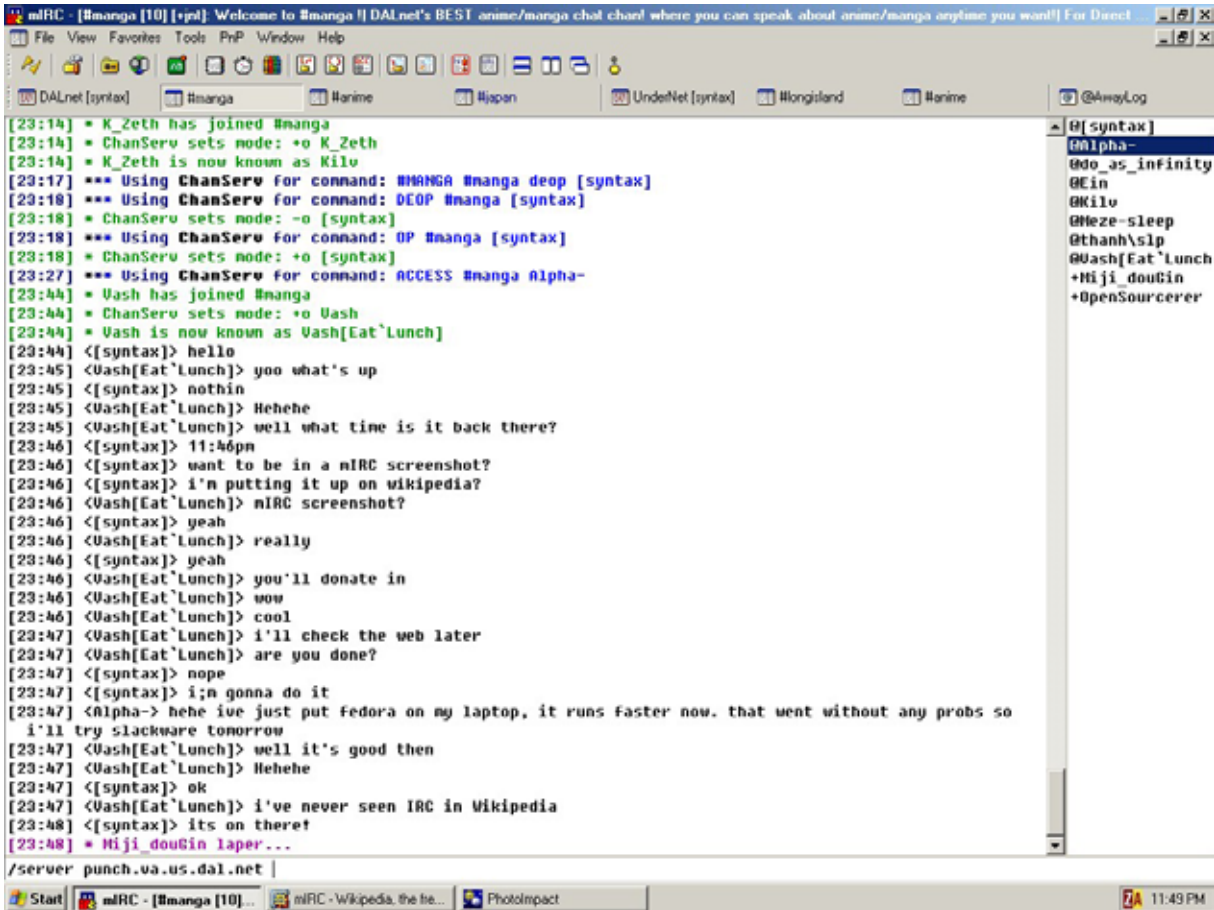 mIRC - [#manga [10] [+jnt]: Welcome to #manga !| DALnet's BEST anime/manga chat chan! where you can speak about anime/manga anytime you want!| For Direct ...
File View Favorites Tools PnP Window Help
DALnet [syntax] #manga #anime #japan UnderNet [syntax] #longisland #anime @AwayLog
[23:14] * K_Zeth has joined #manga
[23:14] * ChanServ sets mode: +o K_Zeth
[23:14] * K_Zeth is now known as Kilv
[23:17] *** Using ChanServ for command: #MANGA #manga deop [syntax]
[23:18] *** Using ChanServ for command: DEOP #manga [syntax]
[23:18] * ChanServ sets mode: -o [syntax]
[23:18] *** Using ChanServ for command: OP #manga [syntax]
[23:18] * ChanServ sets mode: +o [syntax]
[23:27] *** Using ChanServ for command: ACCESS #manga Alpha-
[23:44] * Vash has joined #manga
[23:44] * ChanServ sets mode: +o Vash
[23:44] * Vash is now known as Vash[Eat`Lunch]
[23:44] <[syntax]> hello
[23:45] <Vash[Eat`Lunch]> yoo what's up
[23:45] <[syntax]> nothin
[23:45] <Vash[Eat`Lunch]> Hehehe
[23:45] <Vash[Eat`Lunch]> well what time is it back there?
[23:46] <[syntax]> 11:46pm
[23:46] <[syntax]> want to be in a mIRC screenshot?
[23:46] <[syntax]> i'm putting it up on wikipedia?
[23:46] <Vash[Eat`Lunch]> mIRC screenshot?
[23:46] <[syntax]> yeah
[23:46] <Vash[Eat`Lunch]> really
[23:46] <[syntax]> yeah
[23:46] <Vash[Eat`Lunch]> you'll donate in
[23:46] <Vash[Eat`Lunch]> wow
[23:46] <Vash[Eat`Lunch]> cool
[23:47] <Vash[Eat`Lunch]> i'll check the web later
[23:47] <Vash[Eat`Lunch]> are you done?
[23:47] <[syntax]> nope
[23:47] <[syntax]> i;m gonna do it
[23:47] <Alpha-> hehe ive just put fedora on my laptop, it runs faster now. that went without any probs so
i'll try slackware tomorrow
[23:47] <Vash[Eat`Lunch]> well it's good then
[23:47] <Vash[Eat`Lunch]> Hehehe
[23:47] <[syntax]> ok
[23:47] <Vash[Eat`Lunch]> i've never seen IRC in Wikipedia
[23:48] <[syntax]> its on there!
[23:48] * Miji_douGin laper...
@[syntax]
@Alpha-
@do_as_infinity
@Ein
@Kilv
@Meze-sleep
@thanh\slp
@Vash[Eat`Lunch
+Miji_douGin
+OpenSourcerer
/server punch.va.us.dal.net
Start mIRC - [#manga [10]... mIRC - Wikipedia, the fre... PhotoImpact 11:49 PM